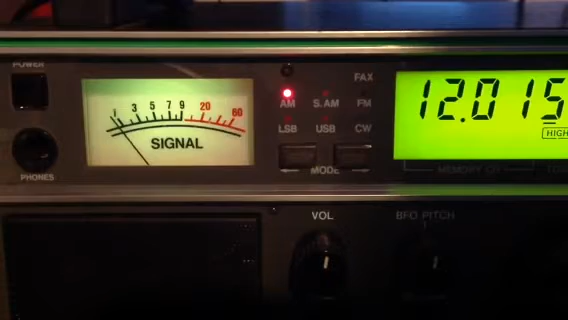 POWER
FAX
1 3 5 7 9 20 60
AM S.AM FM
12.015
HIGH
LSB USB CW
SIGNAL
MODE
MEMORY CH
PHONES
VOL BFO PITCH